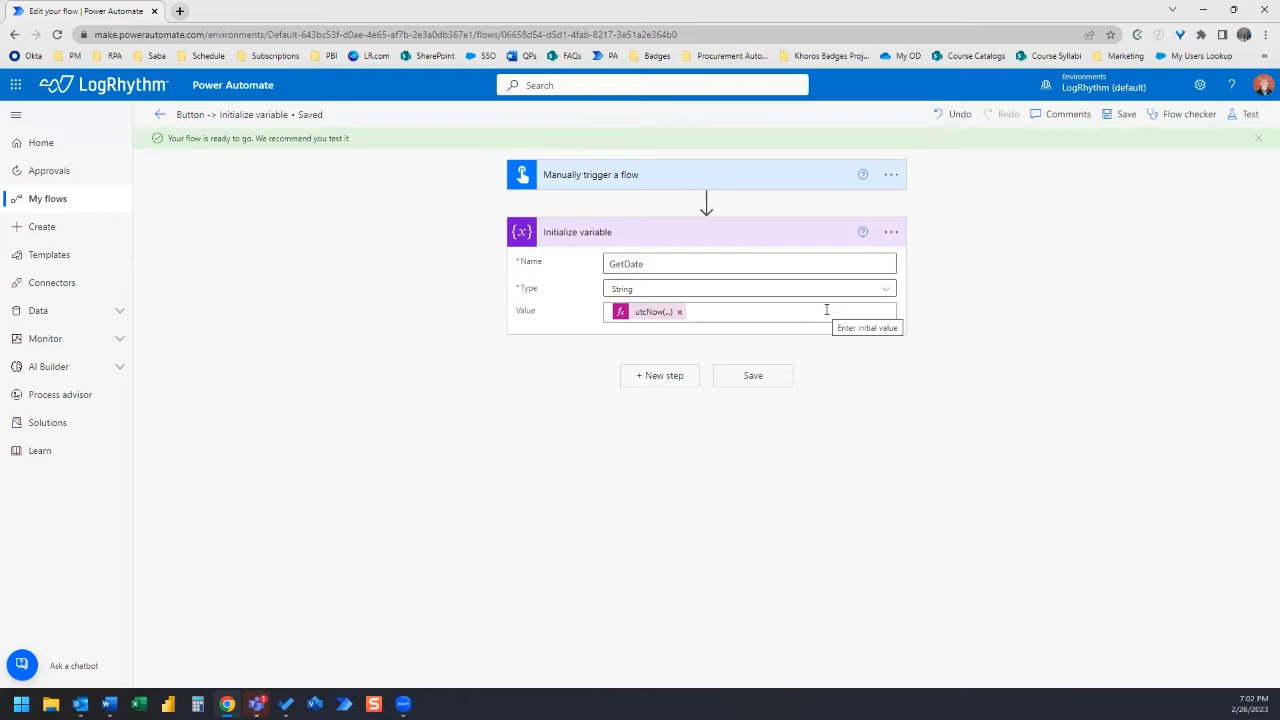 Edit your flow | Power Automate
make.powerautomate.com/environments/Default-643bc53f-d0ae-4e65-af7b-2e3a0db367e1/flows/06658d54-d5d1-4fab-8217-3e51a2e364b0
Okta PM RPA Saba Schedule Subscriptions PBI LR.com SharePoint SSO QPs FAQs PA Badges Procurement Auto... Khoros Badges Proj... My OD Course Catalogs Course Syllabi Marketing My Users Lookup »
LogRhythm Power Automate Search Environments
LogRhythm (default) ?
Button -> Initialize variable • Saved Undo Redo Comments Save Flow checker Test
Your flow is ready to go. We recommend you test it
Home
Approvals
My flows
Create
Templates
Connectors
Data
Monitor
AI Builder
Process advisor
Solutions
Learn
Ask a chatbot
Manually trigger a flow ? ...
{x} Initialize variable ? ...
* Name GetDate
* Type String
Value fx utcNow(...) ×
Enter initial value
+ New step Save
7:02 PM
2/26/2023